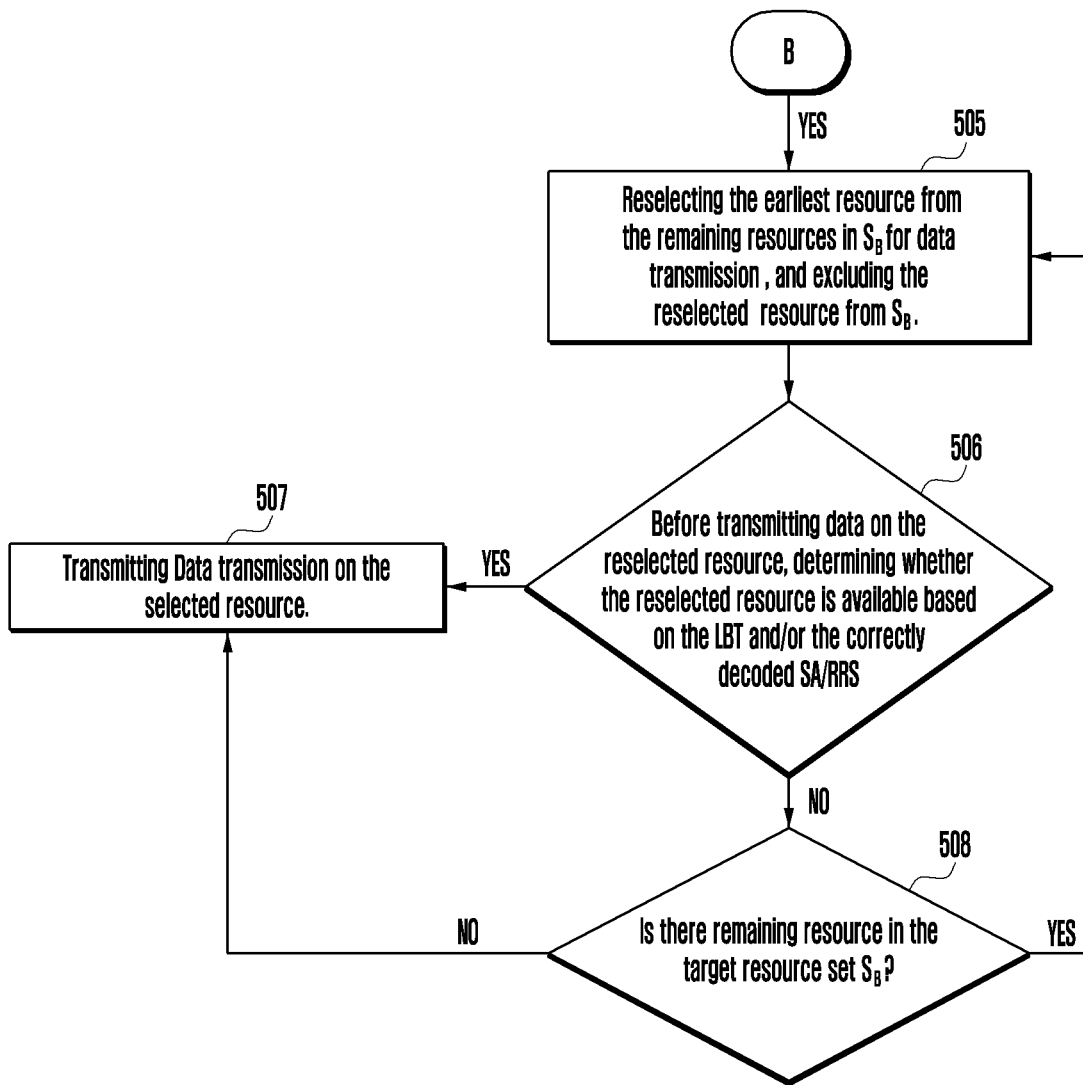 B
YES
505
Reselecting the earliest resource from
the remaining resources in S_B for data
transmission , and excluding the
reselected resource from S_B.
506
Before transmitting data on the
reselected resource, determining whether
the reselected resource is available based
on the LBT and/or the correctly
decoded SA/RRS
507
YES
Transmitting Data transmission on the
selected resource.
NO
508
Is there remaining resource in the
target resource set S_B?
NO
YES